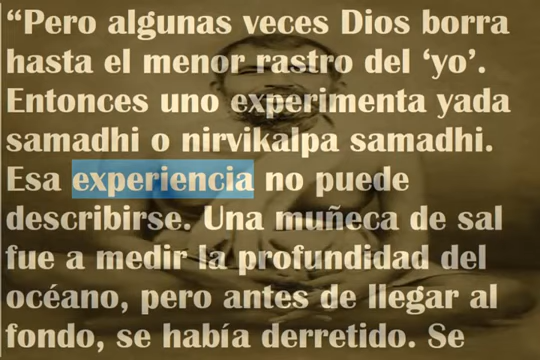 “Pero algunas veces Dios borra
hasta el menor rastro del ‘yo’.
Entonces uno experimenta yada
samadhi o nirvikalpa samadhi.
Esa experiencia no puede
describirse. Una muñeca de sal
fue a medir la profundidad del
océano, pero antes de llegar al
fondo, se había derretido. Se